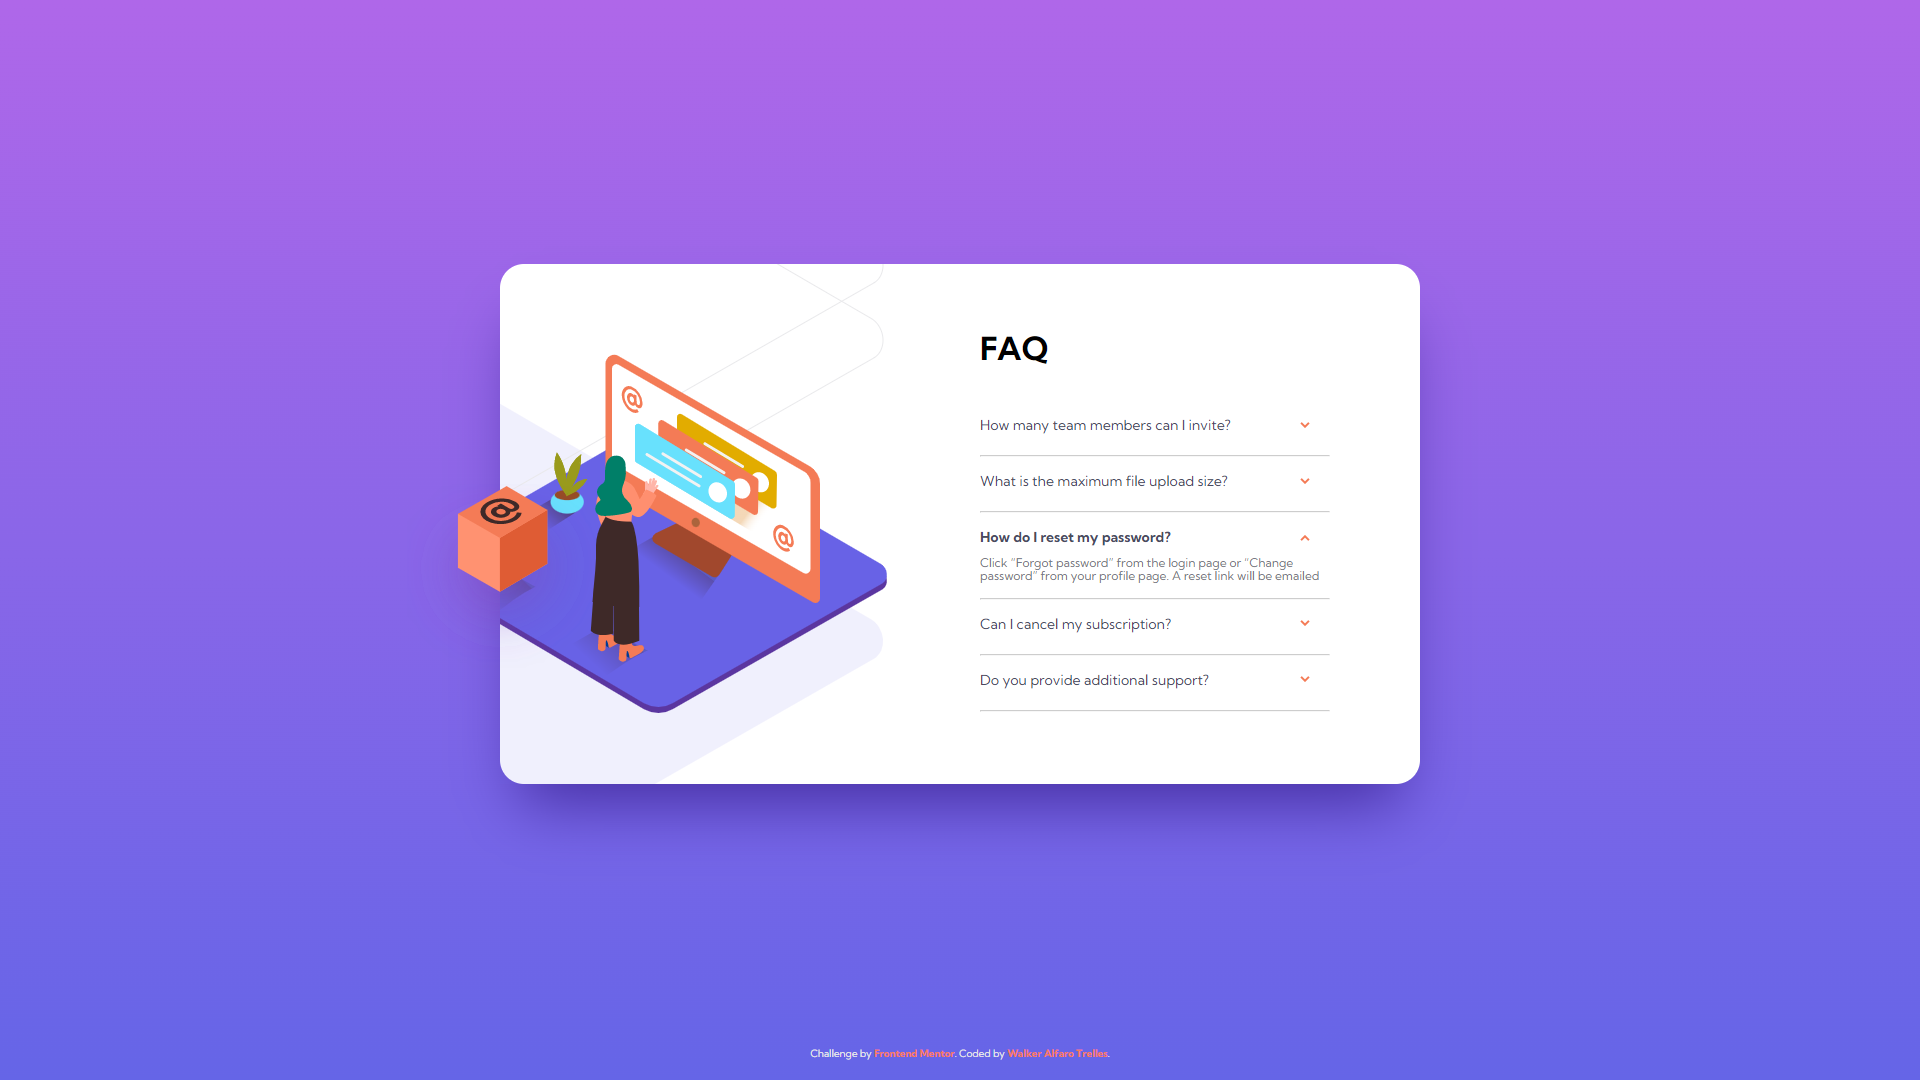 FAQ
How many team members can I invite?
What is the maximum file upload size?
How do I reset my password?
Click “Forgot password” from the login page or “Change
password” from your profile page. A reset link will be emailed
Can I cancel my subscription?
Do you provide additional support?
@
@
@
Challenge by Frontend Mentor. Coded by Walker Alfaro Trelles.